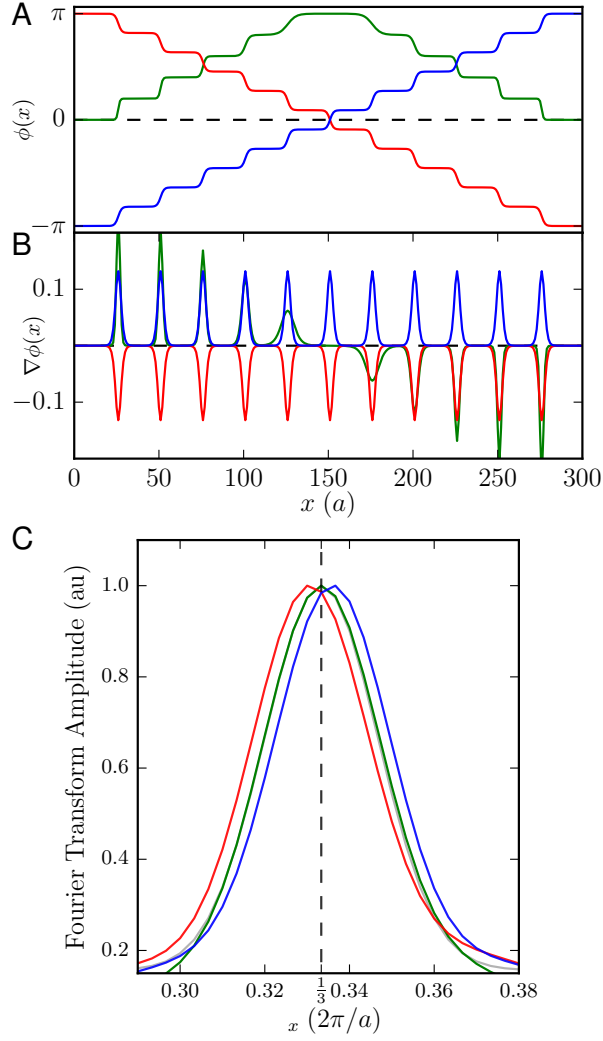 A
π
0
−π
ϕ(x)
B
0.1
−0.1
∇ϕ(x)
0 50 100 150 200 250 300
x (a)
C
1.0
0.8
0.6
0.4
0.2
Fourier Transform Amplitude (au)
0.30 0.32 1/3 0.34 0.36 0.38
x (2π/a)